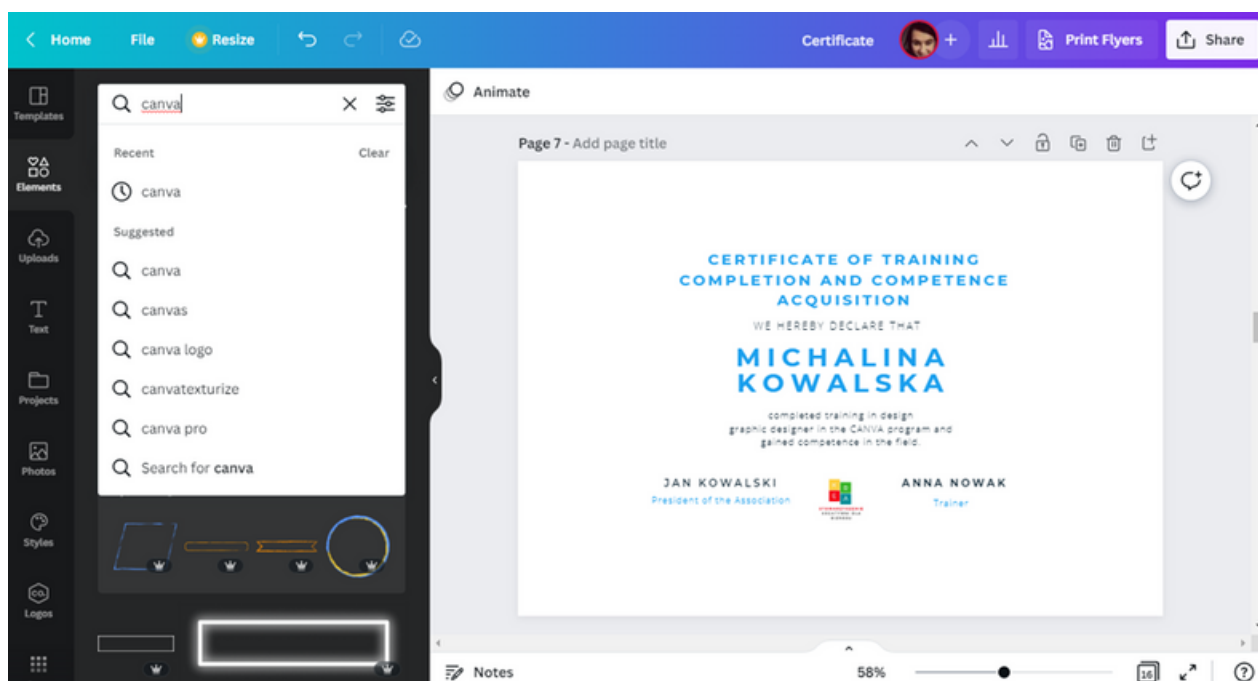 Home File Resize Certificate + Print Flyers Share
Templates
Elements
Uploads
Text
Projects
Photos
Styles
CO.
Logos
canva
Recent Clear
canva
Suggested
canva
canvas
canva logo
canvatexturize
canva pro
Search for canva
Animate
Page 7 - Add page title
CERTIFICATE OF TRAINING
COMPLETION AND COMPETENCE
ACQUISITION
WE HEREBY DECLARE THAT
MICHALINA
KOWALSKA
completed training in design
graphic designer in the CANVA program and
gained competence in the field.
JAN KOWALSKI
President of the Association
ANNA NOWAK
Trainer
Notes 58% 16 ?